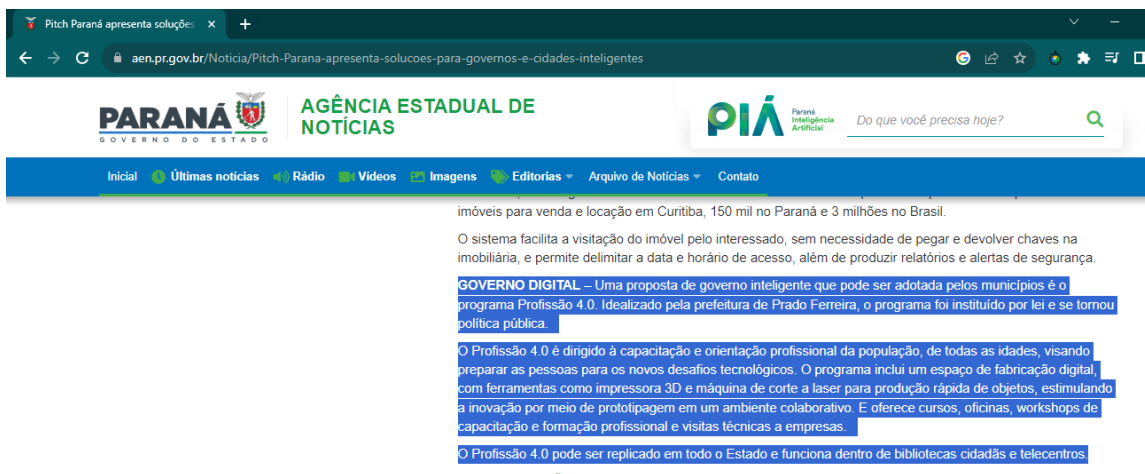 Pitch Paraná apresenta soluções
aen.pr.gov.br/Noticia/Pitch-Parana-apresenta-solucoes-para-governos-e-cidades-inteligentes
PARANÁ
GOVERNO DO ESTADO
AGÊNCIA ESTADUAL DE
NOTÍCIAS
PIÁ
Paraná
Inteligência
Artificial
Do que você precisa hoje?
Inicial Últimas notícias Rádio Vídeos Imagens Editorias Arquivo de Notícias Contato
imóveis para venda e locação em Curitiba, 150 mil no Paraná e 3 milhões no Brasil.
O sistema facilita a visitação do imóvel pelo interessado, sem necessidade de pegar e devolver chaves na
imobiliária, e permite delimitar a data e horário de acesso, além de produzir relatórios e alertas de segurança.
GOVERNO DIGITAL – Uma proposta de governo inteligente que pode ser adotada pelos municípios é o
programa Profissão 4.0. Idealizado pela prefeitura de Prado Ferreira, o programa foi instituído por lei e se tornou
política pública.
O Profissão 4.0 é dirigido à capacitação e orientação profissional da população, de todas as idades, visando
preparar as pessoas para os novos desafios tecnológicos. O programa inclui um espaço de fabricação digital,
com ferramentas como impressora 3D e máquina de corte a laser para produção rápida de objetos, estimulando
a inovação por meio de prototipagem em um ambiente colaborativo. E oferece cursos, oficinas, workshops de
capacitação e formação profissional e visitas técnicas a empresas.
O Profissão 4.0 pode ser replicado em todo o Estado e funciona dentro de bibliotecas cidadãs e telecentros.